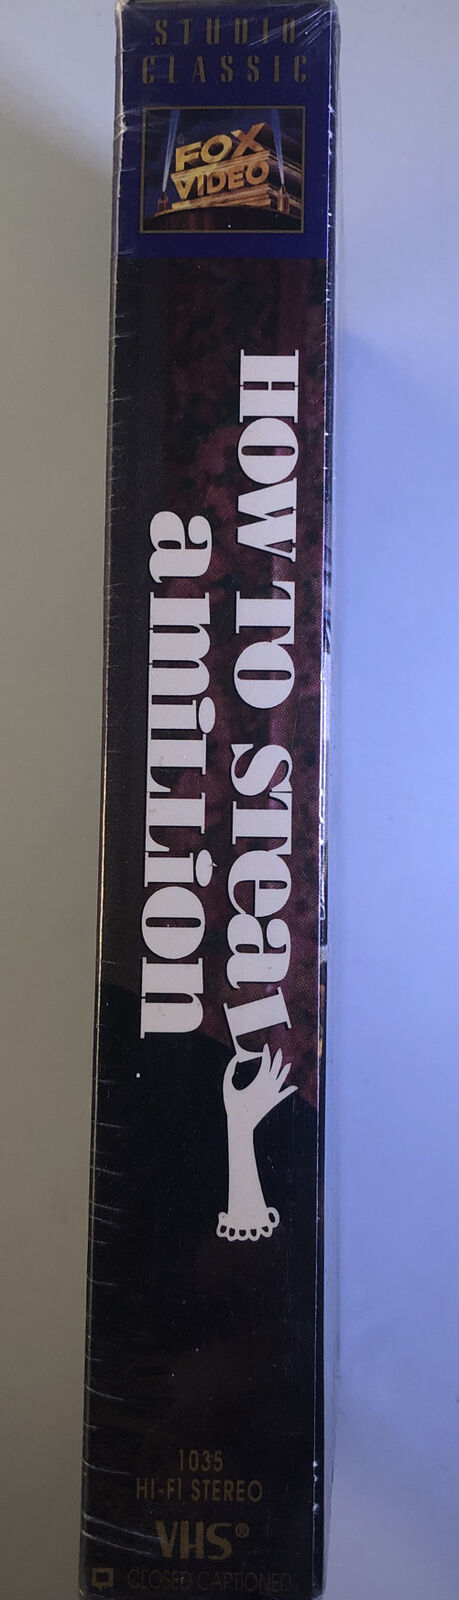 STUDIO
CLASSIC
FOX
VIDEO
HOW TO STeaL
a miLLion
1035
HI-FI STEREO
VHS®
CLOSED CAPTIONED